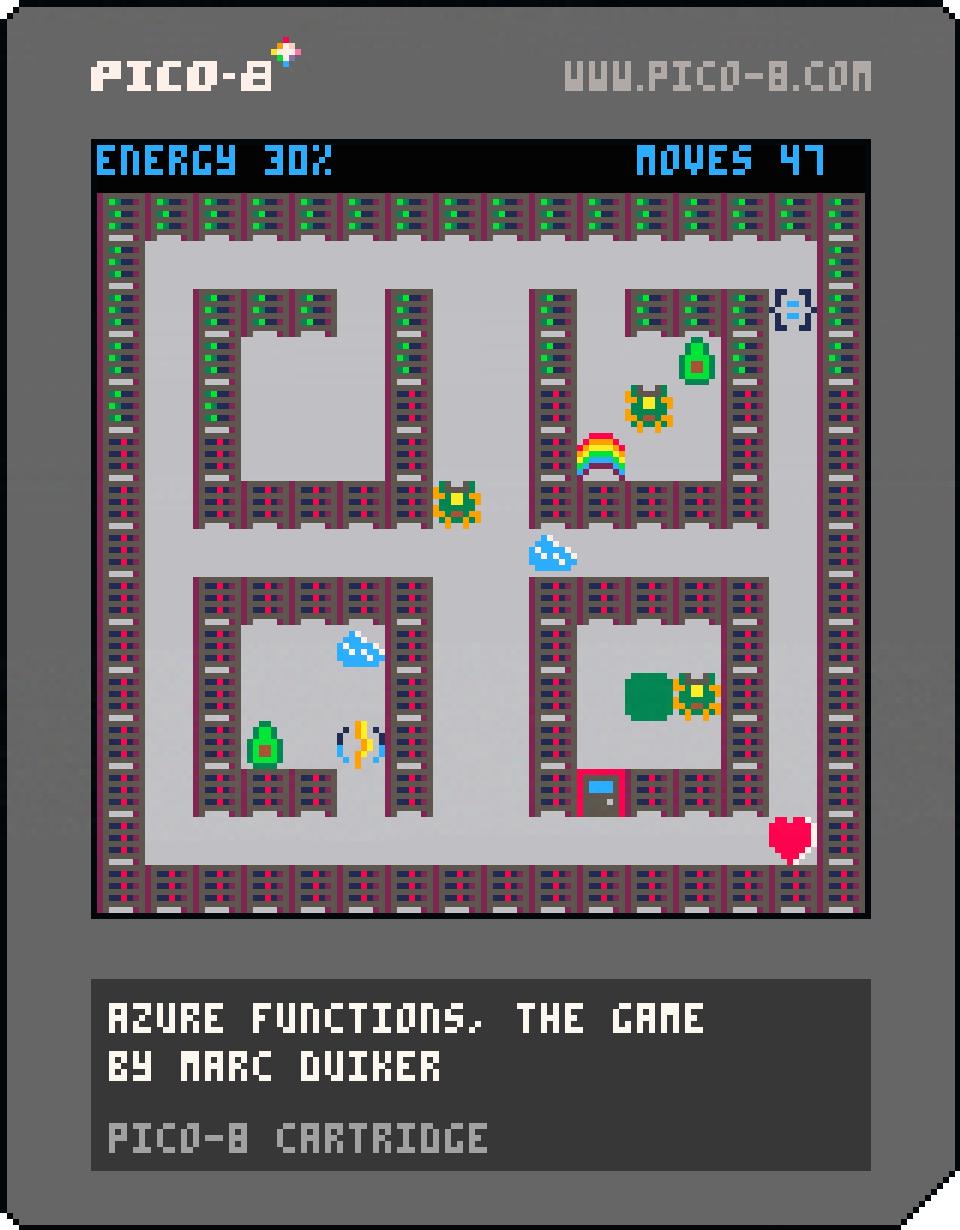 PICO-8
WWW.PICO-8.COM
ENERGY 30% MOVES 47
AZURE FUNCTIONS, THE GAME
BY MARC DUIKER
PICO-8 CARTRIDGE